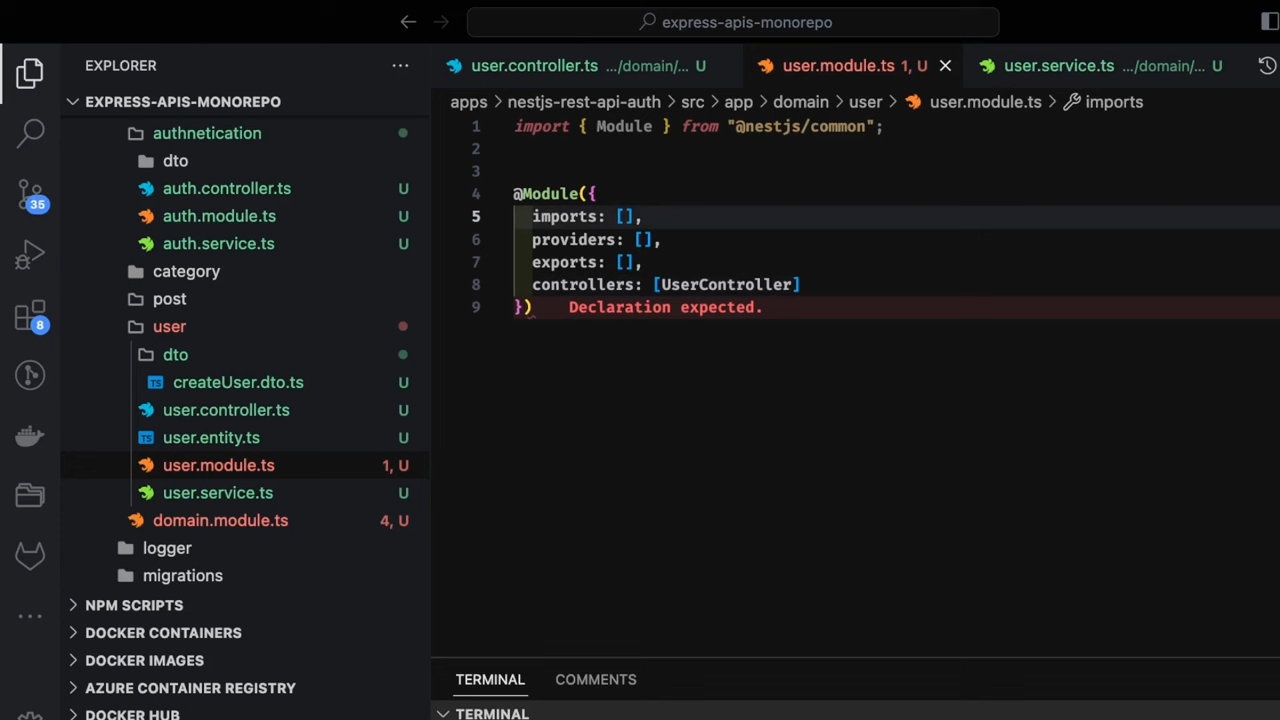 express-apis-monorepo
EXPLORER
user.controller.ts .../domain/... U
user.module.ts 1, U
user.service.ts .../domain/... U
EXPRESS-APIS-MONOREPO
apps > nestjs-rest-api-auth > src > app > domain > user > user.module.ts > imports
1 import { Module } from "@nestjs/common";
2
3
4 @Module({
5 imports: [],
6 providers: [],
7 exports: [],
8 controllers: [UserController]
9 }) Declaration expected.
authnetication
dto
auth.controller.ts U
auth.module.ts U
auth.service.ts U
category
post
user
dto
createUser.dto.ts U
user.controller.ts U
user.entity.ts U
user.module.ts 1, U
user.service.ts U
domain.module.ts 4, U
logger
migrations
NPM SCRIPTS
DOCKER CONTAINERS
DOCKER IMAGES
AZURE CONTAINER REGISTRY
DOCKER HUB
35
8
TS
TS
TERMINAL COMMENTS
TERMINAL